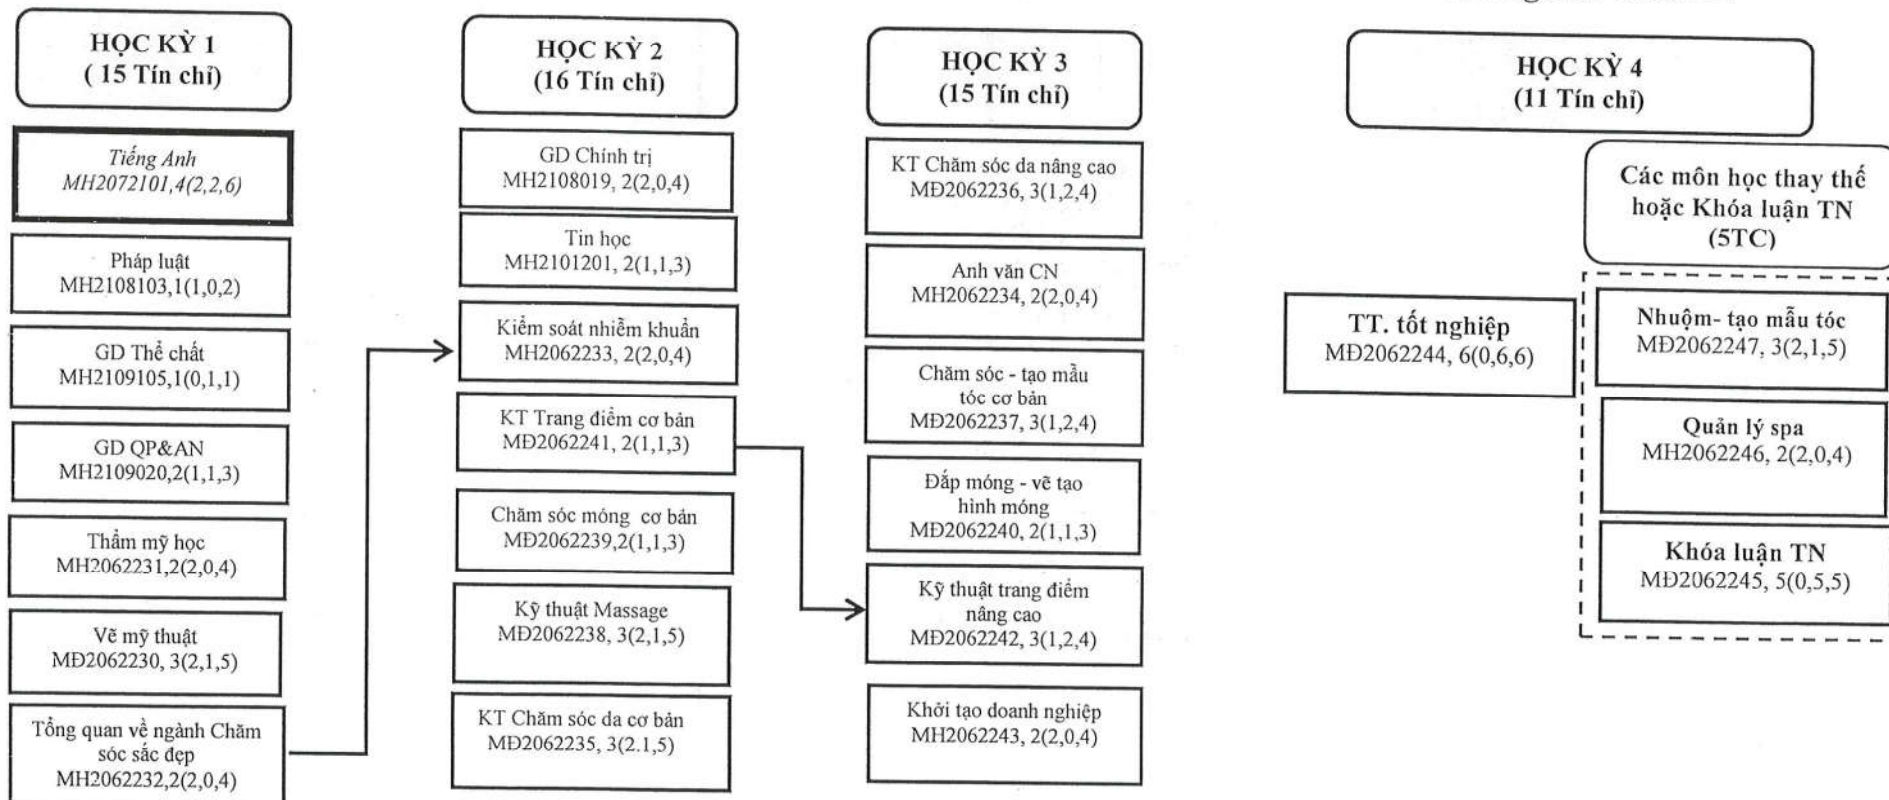 HỌC KỲ 1
( 15 Tín chỉ)
Tiếng Anh
MH2072101,4(2,2,6)
Pháp luật
MH2108103,1(1,0,2)
GD Thể chất
MH2109105,1(0,1,1)
GD QP&AN
MH2109020,2(1,1,3)
Thẩm mỹ học
MH2062231,2(2,0,4)
Vẽ mỹ thuật
MĐ2062230, 3(2,1,5)
Tổng quan về ngành Chăm
sóc sắc đẹp
MH2062232,2(2,0,4)
HỌC KỲ 2
(16 Tín chỉ)
GD Chính trị
MH2108019, 2(2,0,4)
Tin học
MH2101201, 2(1,1,3)
Kiểm soát nhiễm khuẩn
MH2062233, 2(2,0,4)
KT Trang điểm cơ bản
MĐ2062241, 2(1,1,3)
Chăm sóc móng cơ bản
MĐ2062239,2(1,1,3)
Kỹ thuật Massage
MĐ2062238, 3(2,1,5)
KT Chăm sóc da cơ bản
MĐ2062235, 3(2.1,5)
HỌC KỲ 3
(15 Tín chỉ)
KT Chăm sóc da nâng cao
MĐ2062236, 3(1,2,4)
Anh văn CN
MH2062234, 2(2,0,4)
Chăm sóc - tạo mẫu
tóc cơ bản
MĐ2062237, 3(1,2,4)
Đắp móng - vẽ tạo
hình móng
MĐ2062240, 2(1,1,3)
Kỹ thuật trang điểm
nâng cao
MĐ2062242, 3(1,2,4)
Khởi tạo doanh nghiệp
MH2062243, 2(2,0,4)
HỌC KỲ 4
(11 Tín chỉ)
TT. tốt nghiệp
MĐ2062244, 6(0,6,6)
Các môn học thay thế
hoặc Khóa luận TN
(5TC)
Nhuộm- tạo mẫu tóc
MĐ2062247, 3(2,1,5)
Quản lý spa
MH2062246, 2(2,0,4)
Khóa luận TN
MĐ2062245, 5(0,5,5)